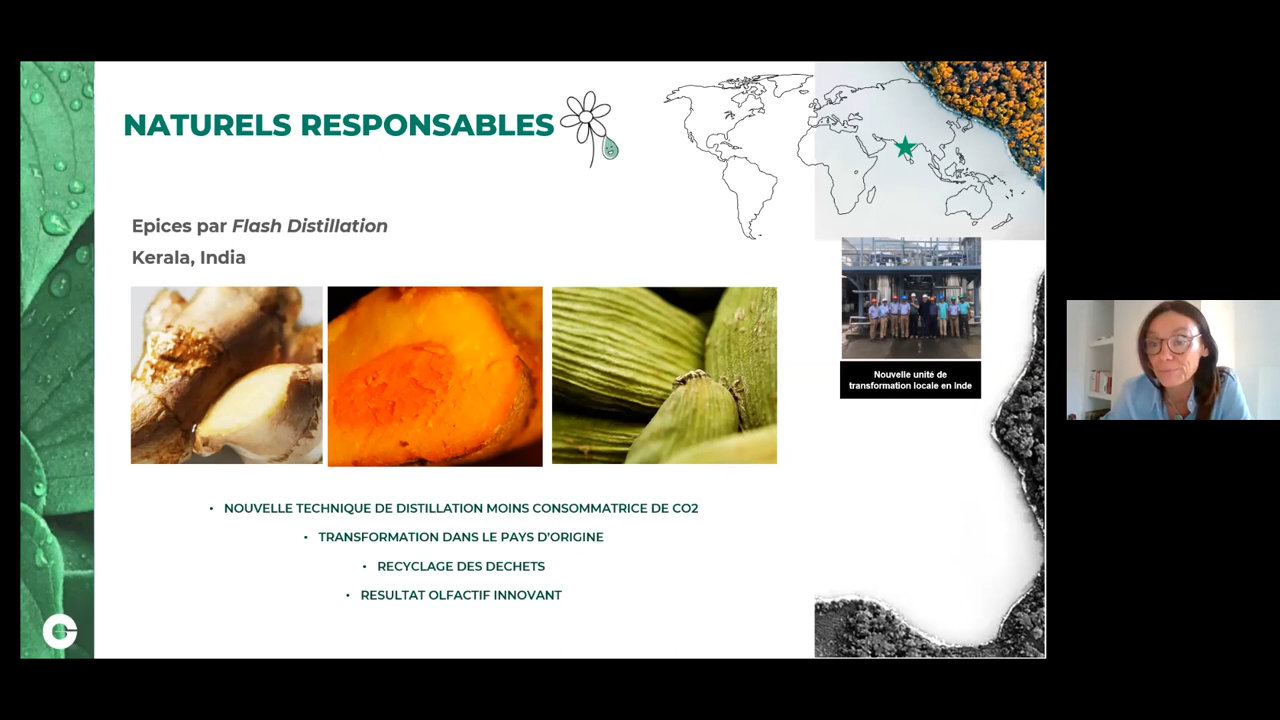 NATURELS RESPONSABLES
Epices par Flash Distillation
Kerala, India
Nouvelle unité de
transformation locale en Inde
• NOUVELLE TECHNIQUE DE DISTILLATION MOINS CONSOMMATRICE DE CO2
• TRANSFORMATION DANS LE PAYS D'ORIGINE
• RECYCLAGE DES DECHETS
• RESULTAT OLFACTIF INNOVANT